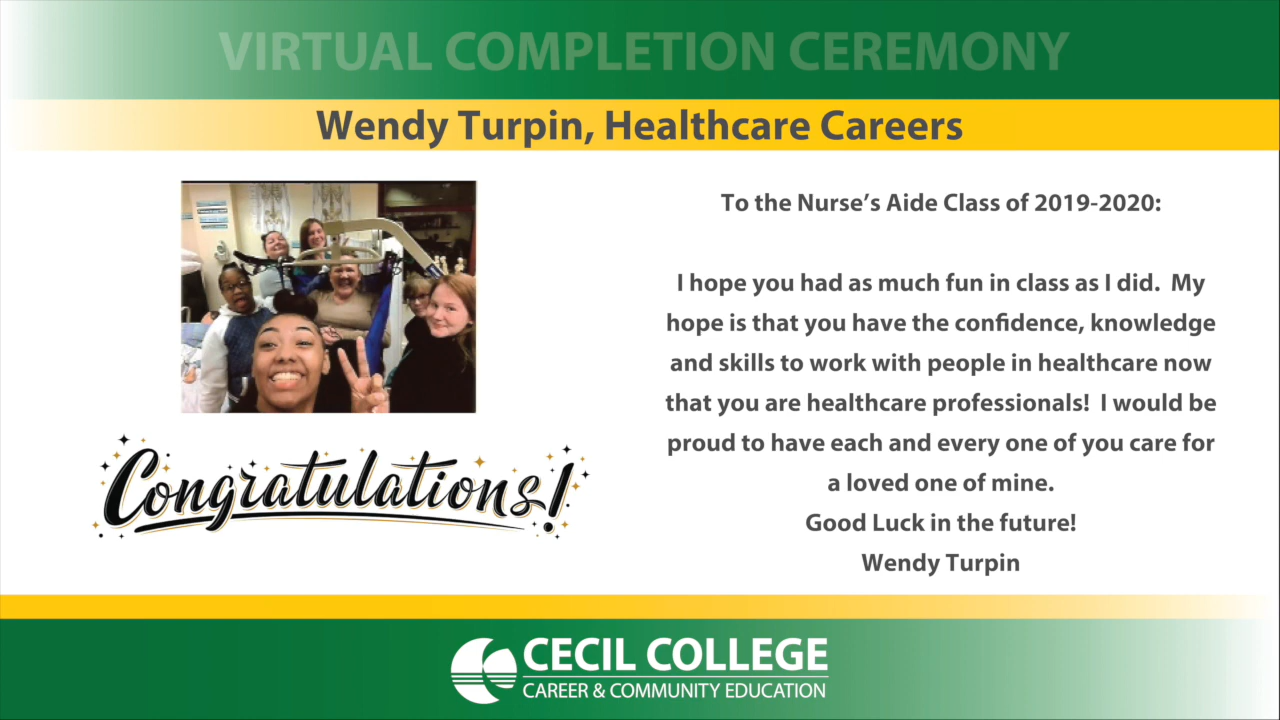 VIRTUAL COMPLETION CEREMONY
Wendy Turpin, Healthcare Careers
To the Nurse’s Aide Class of 2019-2020:
I hope you had as much fun in class as I did.  My
hope is that you have the confidence, knowledge
and skills to work with people in healthcare now
that you are healthcare professionals!  I would be
proud to have each and every one of you care for
a loved one of mine.
Good Luck in the future!
Wendy Turpin
Congratulations!
CECIL COLLEGE
CAREER & COMMUNITY EDUCATION